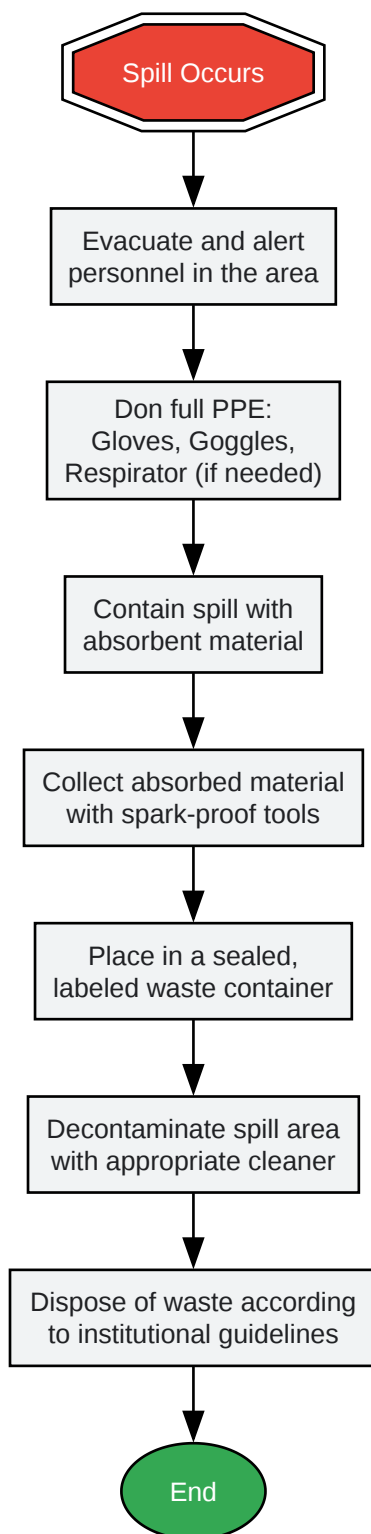 Spill Occurs
Evacuate and alert
personnel in the area
Don full PPE:
Gloves, Goggles,
Respirator (if needed)
Contain spill with
absorbent material
Collect absorbed material
with spark-proof tools
Place in a sealed,
labeled waste container
Decontaminate spill area
with appropriate cleaner
Dispose of waste according
to institutional guidelines
End